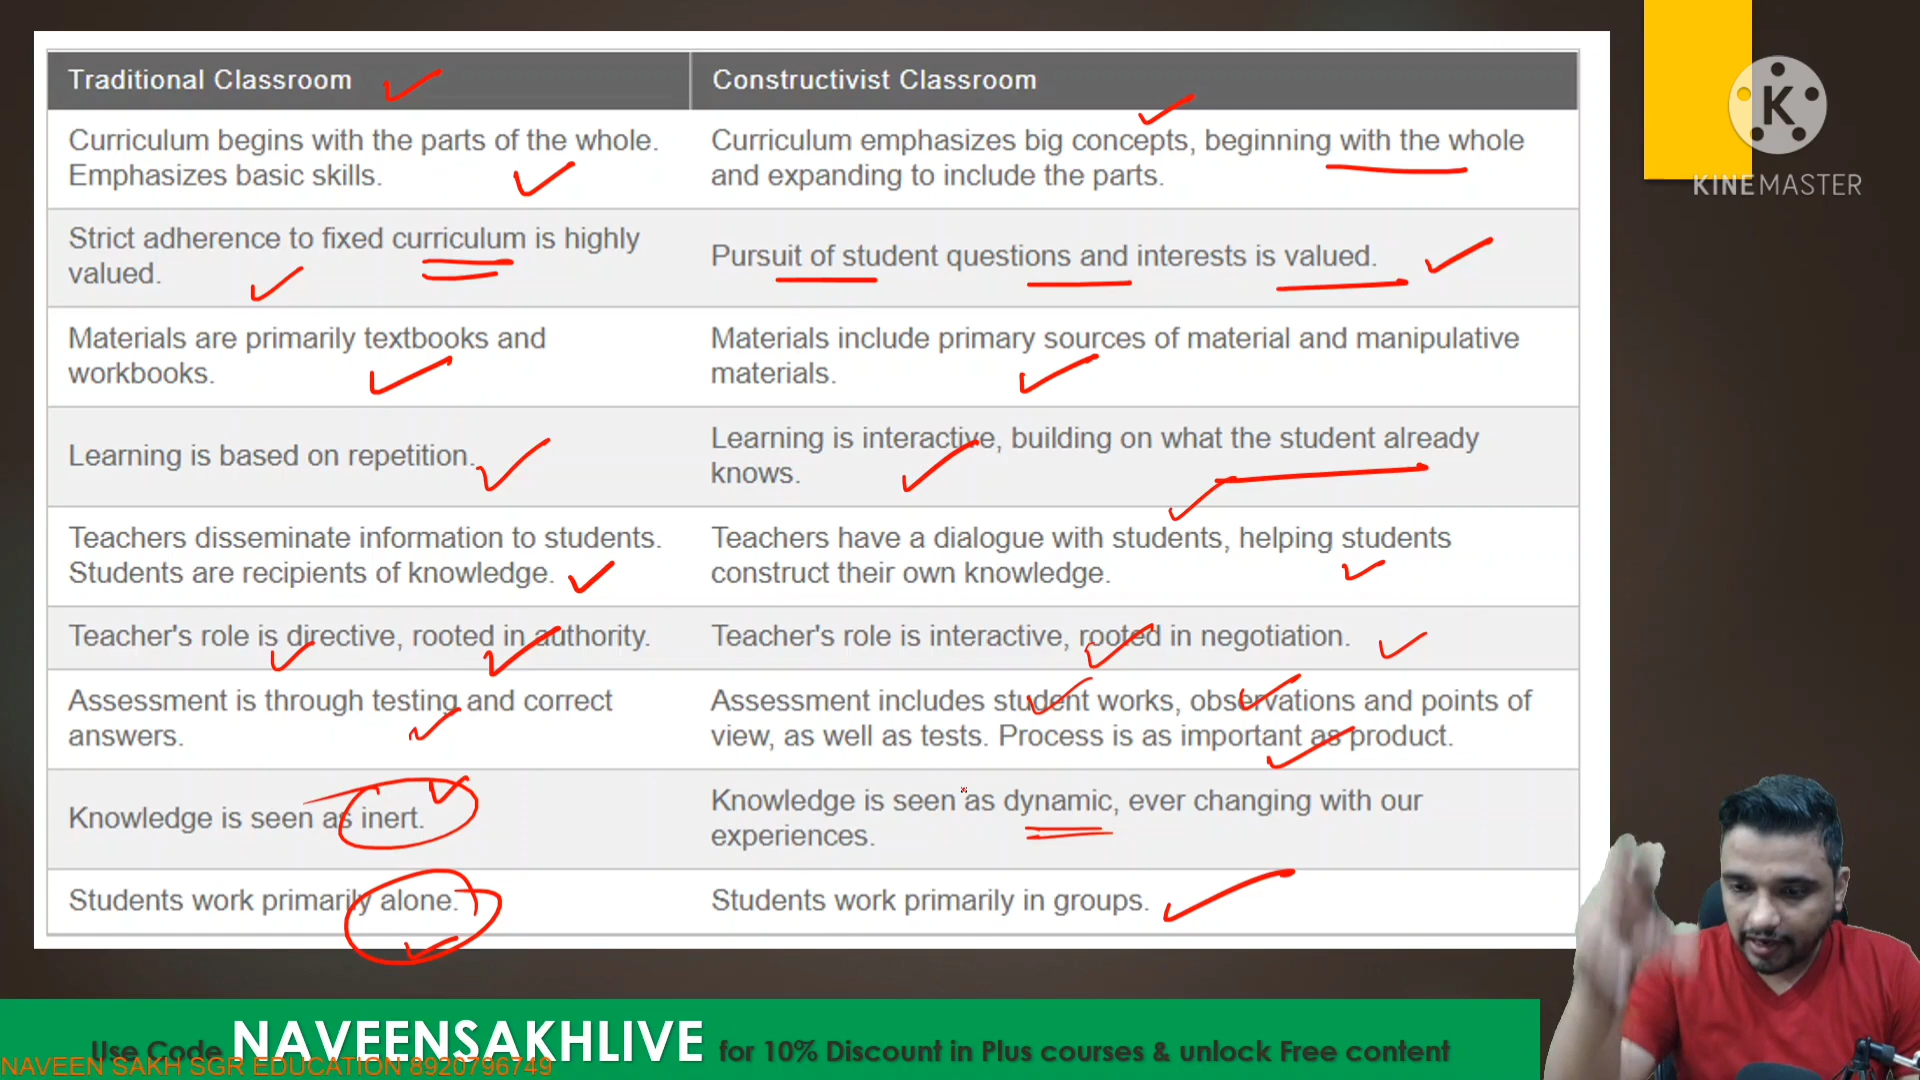 Traditional Classroom
Constructivist Classroom
Curriculum begins with the parts of the whole.
Emphasizes basic skills.
Curriculum emphasizes big concepts, beginning with the whole
and expanding to include the parts.
Strict adherence to fixed curriculum is highly
valued.
Pursuit of student questions and interests is valued.
Materials are primarily textbooks and
workbooks.
Materials include primary sources of material and manipulative
materials.
Learning is based on repetition.
Learning is interactive, building on what the student already
knows.
Teachers disseminate information to students.
Students are recipients of knowledge.
Teachers have a dialogue with students, helping students
construct their own knowledge.
Teacher's role is directive, rooted in authority.
Teacher's role is interactive, rooted in negotiation.
Assessment is through testing and correct
answers.
Assessment includes student works, observations and points of
view, as well as tests. Process is as important as product.
Knowledge is seen as inert.
Knowledge is seen as dynamic, ever changing with our
experiences.
Students work primarily alone.
Students work primarily in groups.
K
KINEMASTER
Use Code NAVEENSAKHLIVE for 10% Discount in Plus courses & unlock Free content
NAVEEN SAKH SGR EDUCATION 8920796749